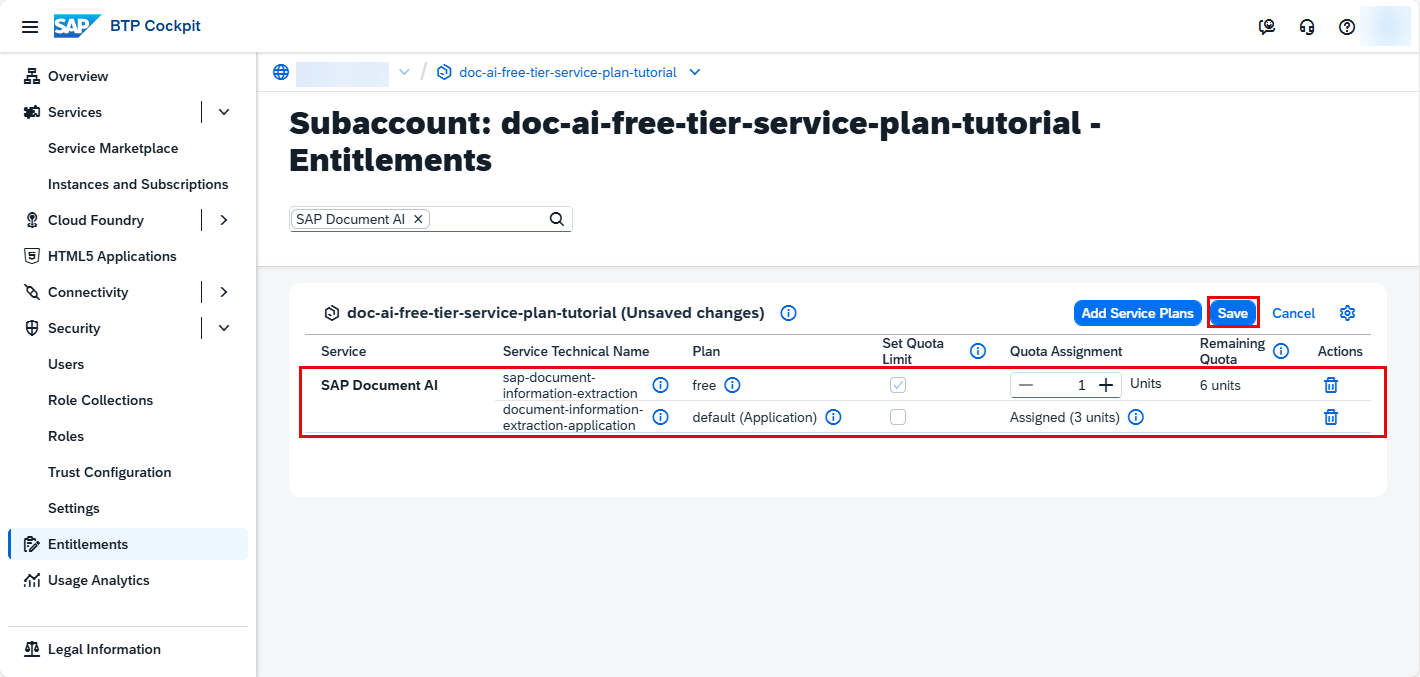 SAP BTP Cockpit
Overview
Services
Service Marketplace
Instances and Subscriptions
Cloud Foundry
HTML5 Applications
Connectivity
Security
Users
Role Collections
Roles
Trust Configuration
Settings
Entitlements
Usage Analytics
Legal Information
/ doc-ai-free-tier-service-plan-tutorial
Subaccount: doc-ai-free-tier-service-plan-tutorial -
Entitlements
SAP Document AI
doc-ai-free-tier-service-plan-tutorial (Unsaved changes)
Add Service Plans Save Cancel
Service Service Technical Name Plan Set Quota Limit Quota Assignment Remaining Quota Actions
SAP Document AI
sap-document-
information-extraction
free
1 Units
6 units
document-information-
extraction-application
default (Application)
Assigned (3 units)